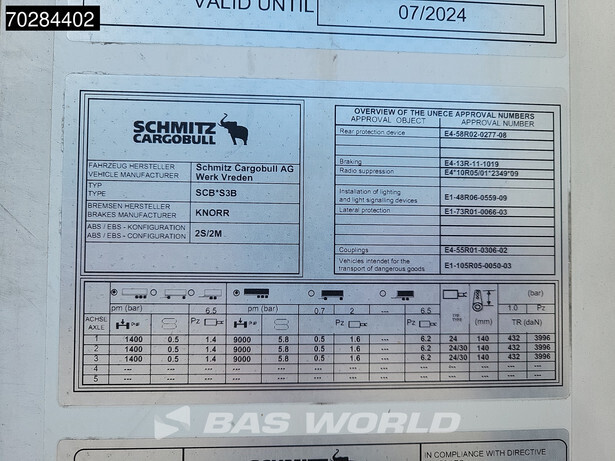 70284402
VALID UNTIL 07/2024
SCHMITZ
CARGOBULL
FAHRZEUG HERSTELLER
VEHICLE MANUFACTURER
Schmitz Cargobull AG
Werk Vreden
TYP
TYPE
SCB*S3B
BREMSEN HERSTELLER
BRAKES MANUFACTURER
KNORR
ABS / EBS - KONFIGURATION
ABS / EBS - CONFIGURATION
2S/2M
OVERVIEW OF THE UNECE APPROVAL NUMBERS
APPROVAL OBJECT APPROVAL NUMBER
Rear protection device E4-58R02-0277-08
Braking E4-13R-11-1019
Radio suppression E4*10R05/01*2349*09
Installation of lighting
and light signalling devices E1-48R06-0559-09
Lateral protection E1-73R01-0066-03
Couplings E4-55R01-0306-02
Vehicles intendet for the
transport of dangerous goods E1-105R05-0050-03
(bar)
pm (bar) 6.5 pm (bar) 0.7 2 --- 6.5 1.0 Pz
ACHSE
AXLE
Pz Pz Pz (mm) TR (daN)
1 1400 0.5 1.4 9000 5.8 0.5 1.6 --- 6.2 24 140 432 3996
2 1400 0.5 1.4 9000 5.8 0.5 1.6 --- 6.2 24/30 140 432 3996
3 1400 0.5 1.4 9000 5.8 0.5 1.6 --- 6.2 24/30 140 432 3996
4 --- --- --- --- --- --- --- --- --- --- --- --- ---
5 --- --- --- --- --- --- --- --- --- --- --- --- ---
BAS WORLD
SCHMITZ
IN COMPLIANCE WITH DIRECTIVE